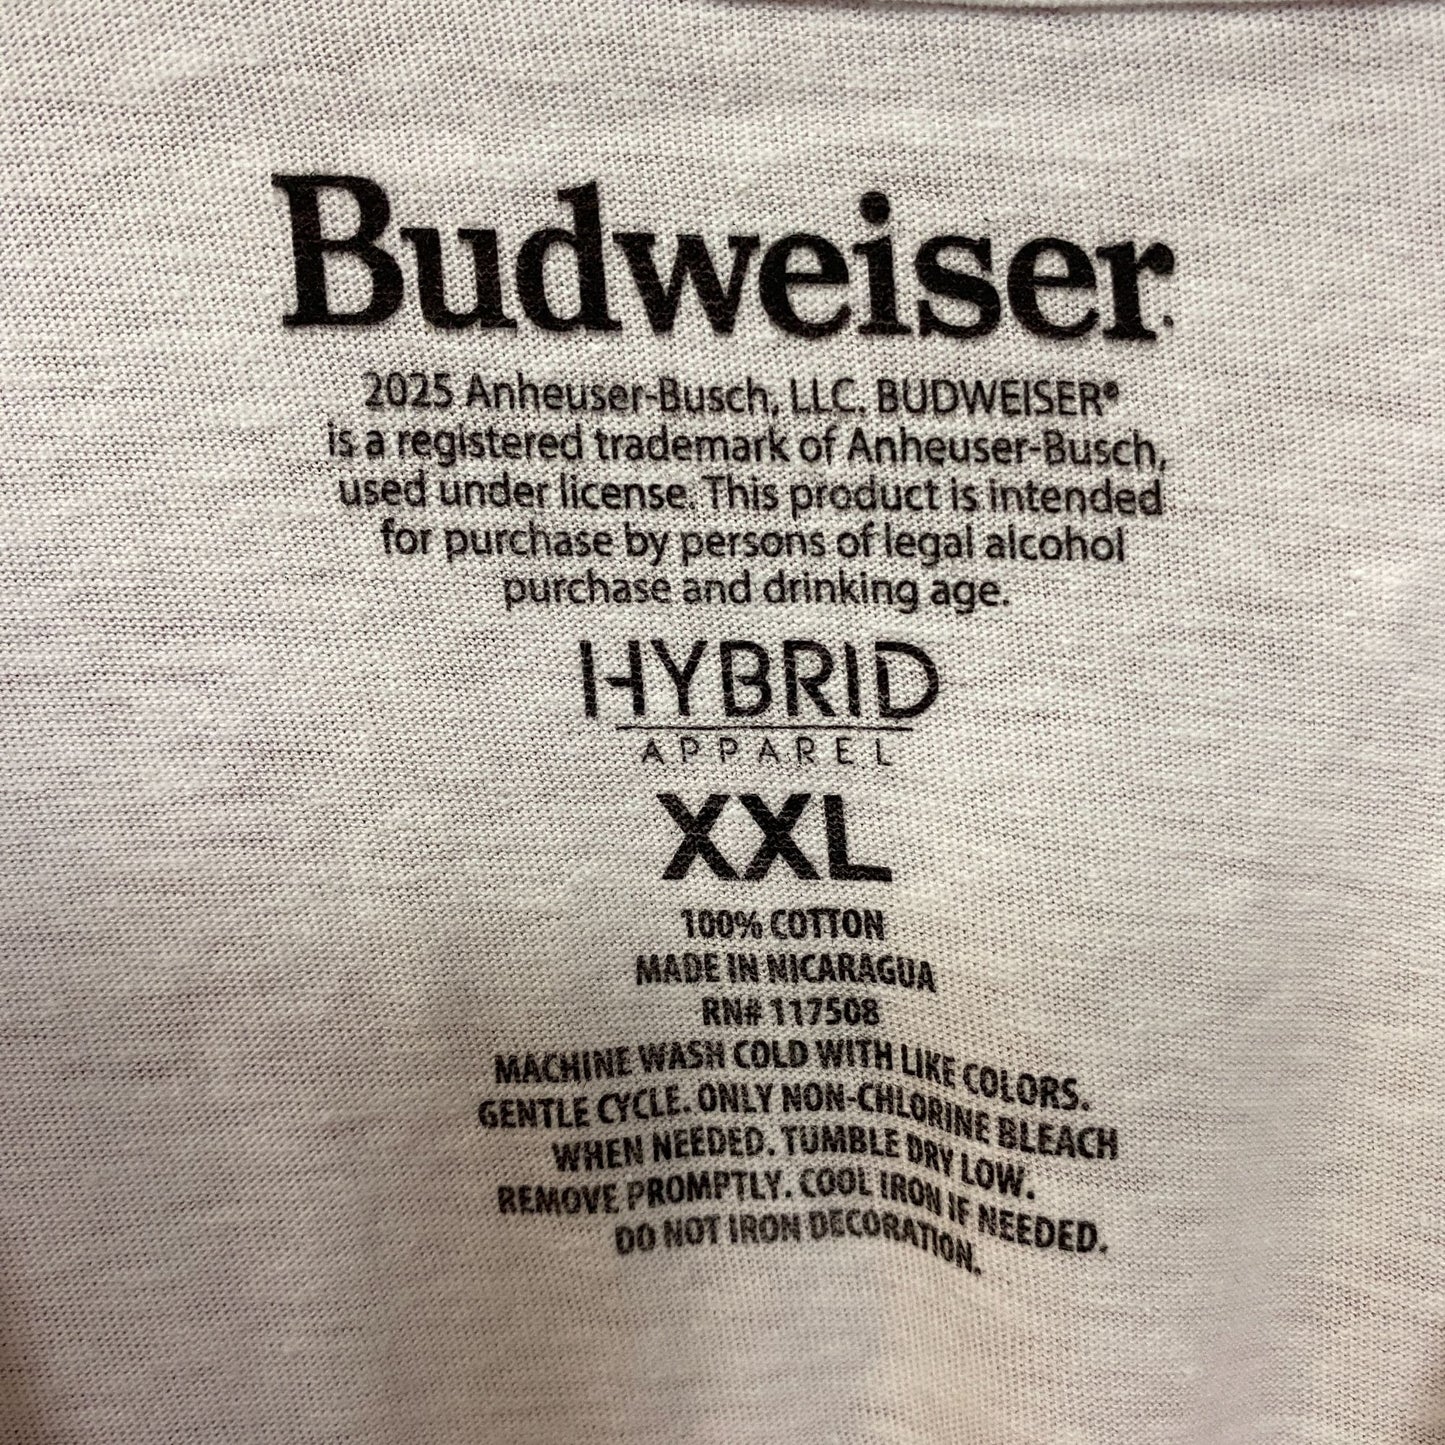 Budweiser.
2025 Anheuser-Busch, LLC. BUDWEISER®
is a registered trademark of Anheuser-Busch,
used under license. This product is intended
for purchase by persons of legal alcohol
purchase and drinking age.
HYBRID
APPAREL
XXL
100% COTTON
MADE IN NICARAGUA
RN# 117508
MACHINE WASH COLD WITH LIKE COLORS.
GENTLE CYCLE. ONLY NON-CHLORINE BLEACH
WHEN NEEDED. TUMBLE DRY LOW.
REMOVE PROMPTLY. COOL IRON IF NEEDED.
DO NOT IRON DECORATION.